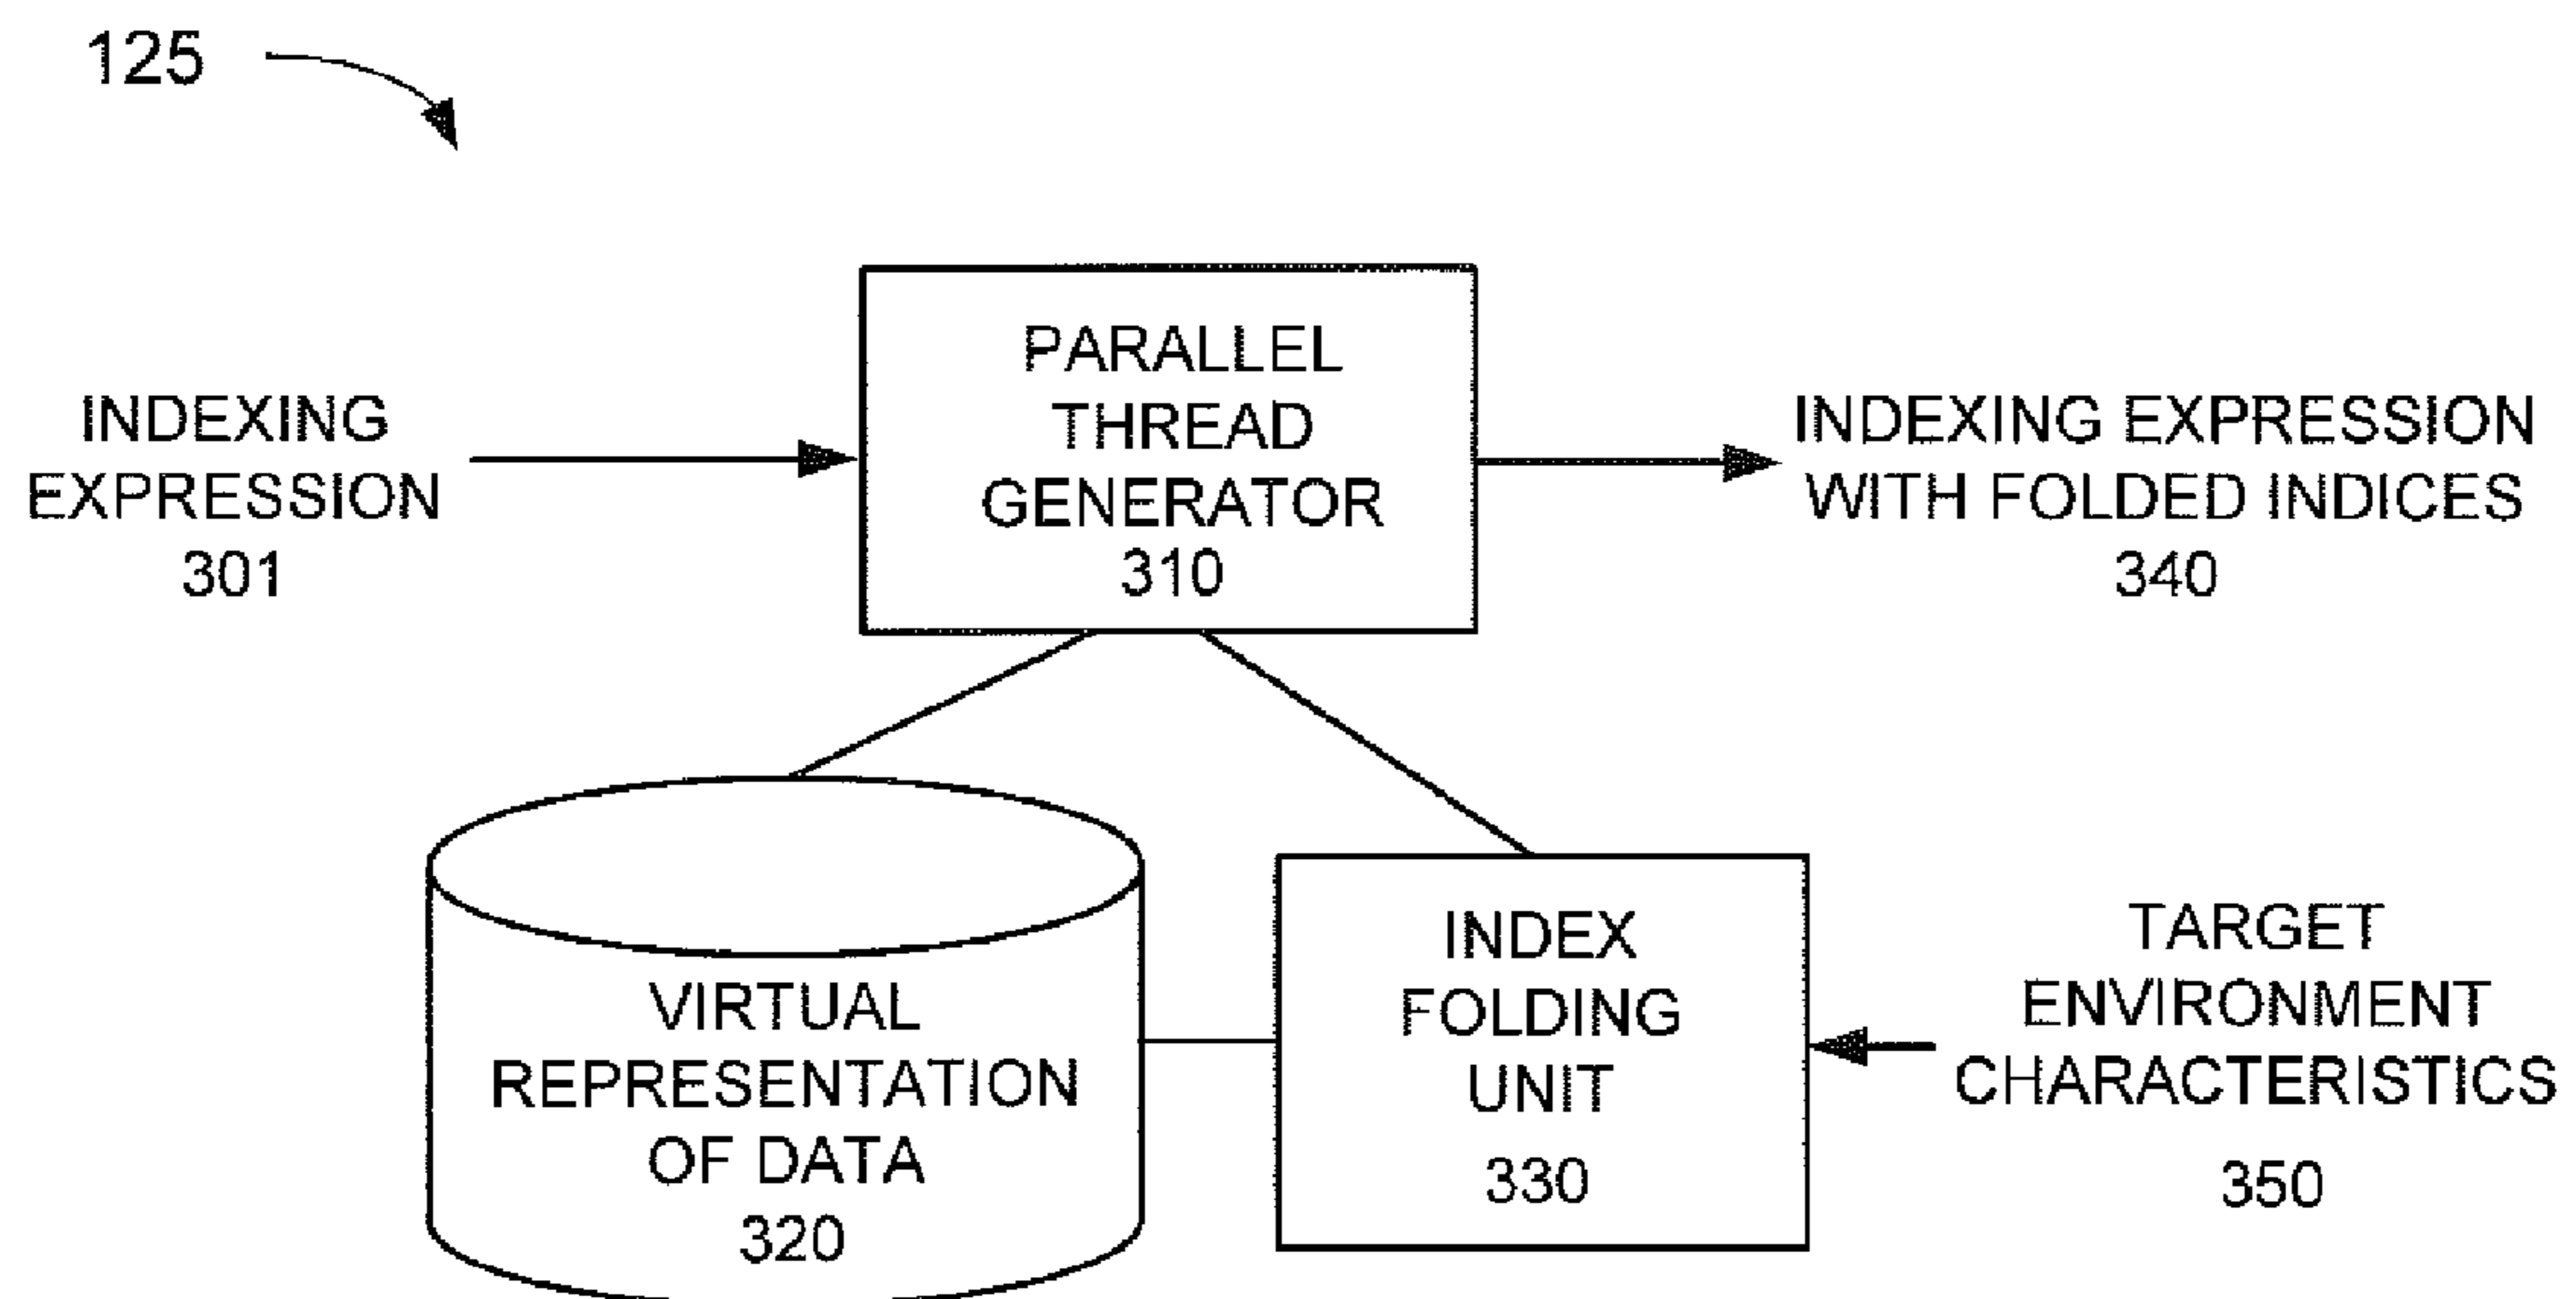 125
PARALLEL
THREAD
GENERATOR
310
INDEXING
EXPRESSION
301
INDEXING EXPRESSION
WITH FOLDED INDICES
340
VIRTUAL
REPRESENTATION
OF DATA
320
INDEX
FOLDING
UNIT
330
TARGET
ENVIRONMENT
CHARACTERISTICS
350